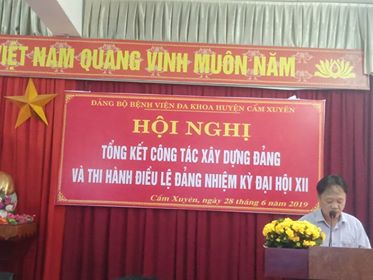 VIỆT NAM QUANG VINH MUÔN NĂM
ĐẢNG BỘ BỆNH VIỆN ĐA KHOA HUYỆN CẨM XUYÊN
HỘI NGHỊ
TỔNG KẾT CÔNG TÁC XÂY DỰNG ĐẢNG
VÀ THI HÀNH ĐIỀU LỆ ĐẢNG NHIỆM KỲ ĐẠI HỘI XII
Cẩm Xuyên, ngày 28 tháng 6 năm 2019